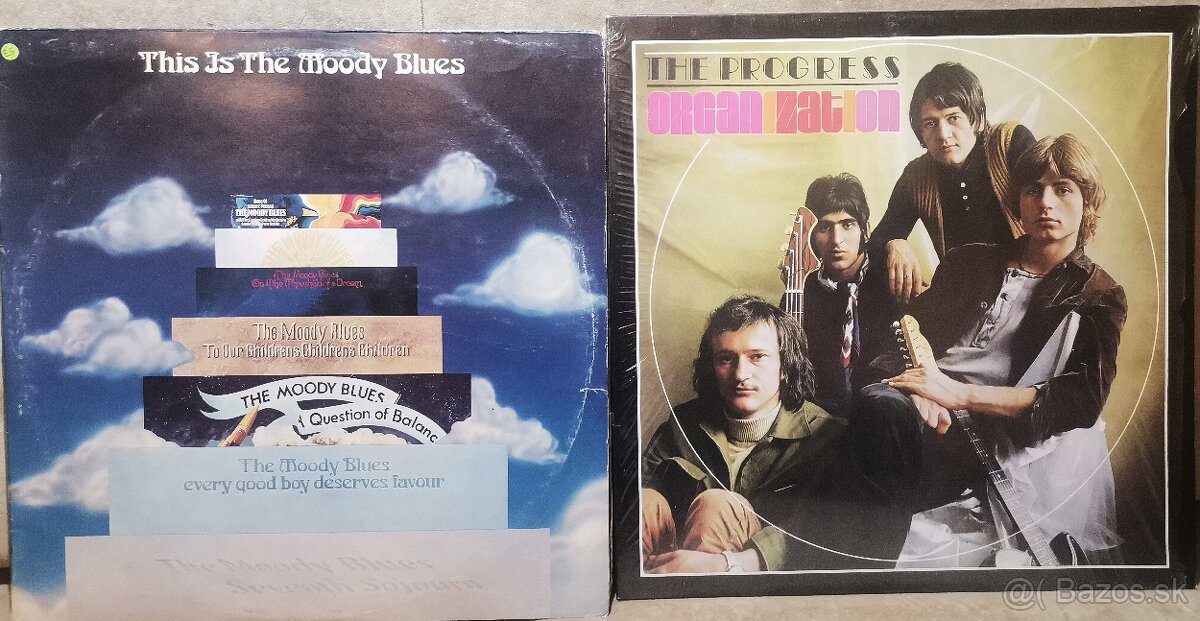 This Is The Moody Blues
THE MOODY BLUES
The Moody Blues
On The Threshold of a Dream
The Moody Blues
To Our Childrens Childrens Children
THE MOODY BLUES
A Question of Balanc
The Moody Blues
every good boy deserves favour
The Moody Blues
THE PROGRESS
ORGANIZATION
@( Bazos.sk